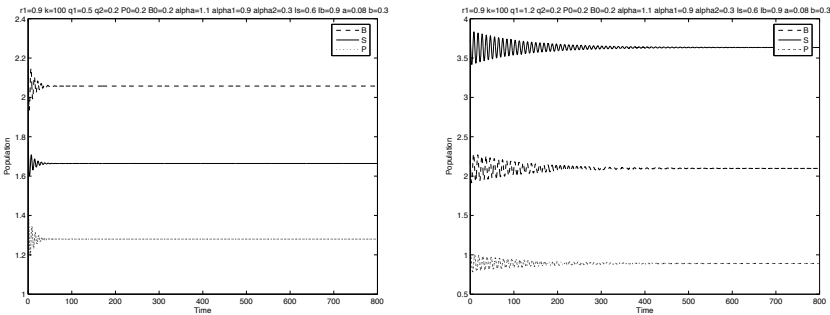 r1=0.9 k=100 q1=0.5 q2=0.2 P0=0.2 B0=0.2 alpha=1.1 alpha1=0.9 alpha2=0.3 Is=0.6 Ib=0.9 a=0.08 b=0.3
2.4
2.2
2
1.8
1.6
1.4
1.2
1
Population
0 100 200 300 400 500 600 700 800
Time
B
S
P
r1=0.9 k=100 q1=1.2 q2=0.2 P0=0.2 B0=0.2 alpha=1.1 alpha1=0.9 alpha2=0.3 Is=0.6 Ib=0.9 a=0.08 b=0.3
4
3.5
3
2.5
2
1.5
1
0.5
Population
0 100 200 300 400 500 600 700 800
Time
B
S
P